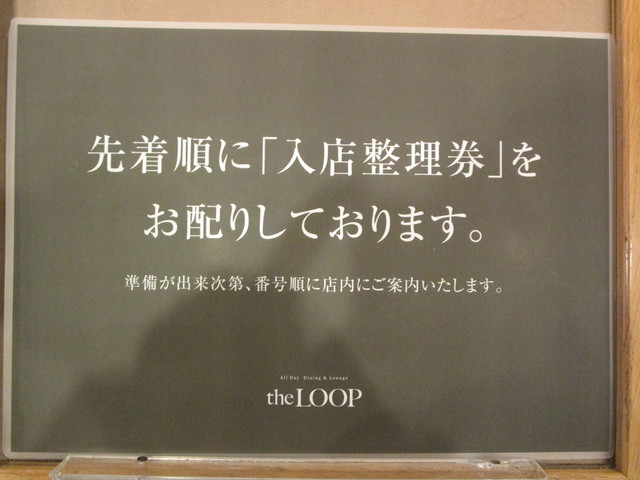 先着順に「入店整理券」を
お配りしております。
準備が出来次第、番号順に店内にご案内いたします。
All Day Dining & Lounge
the LOOP